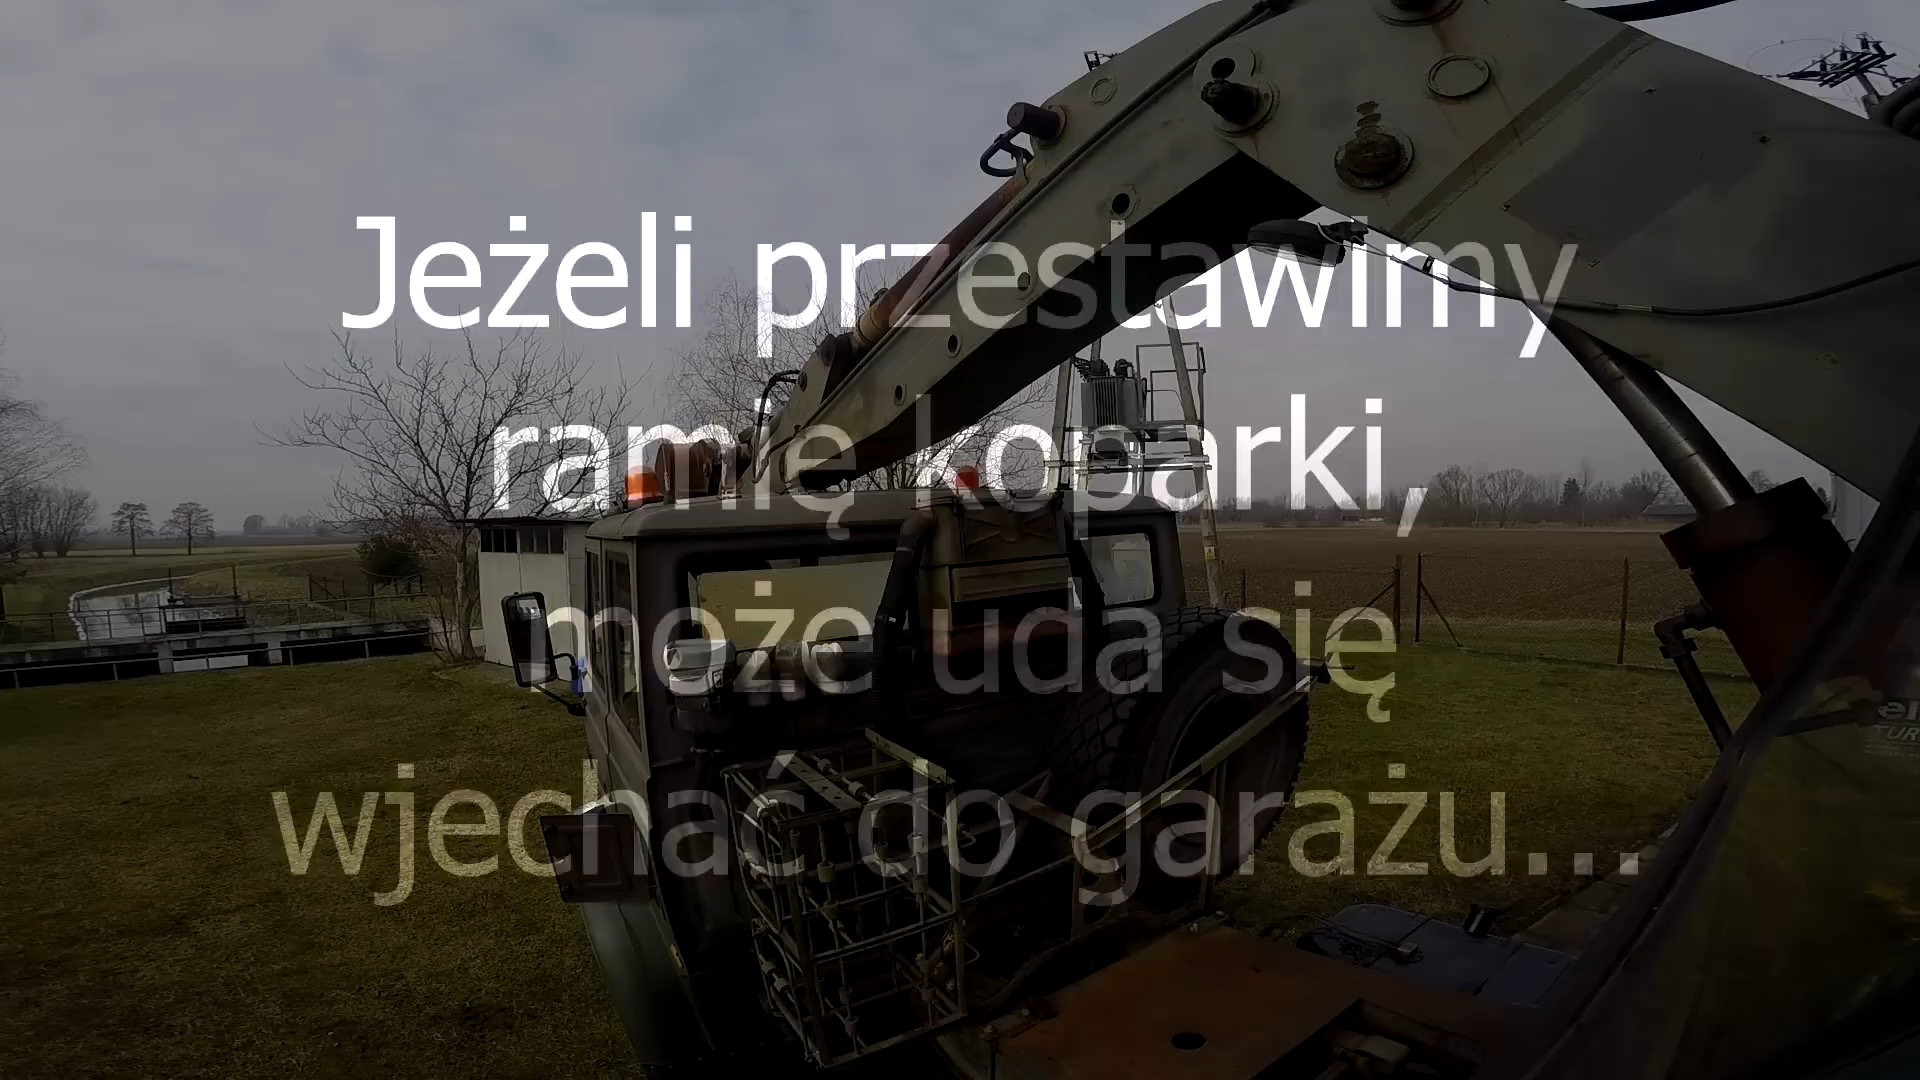 Jeżeli przestawimy
ramię koparki,
może uda się
wjechać do garażu...